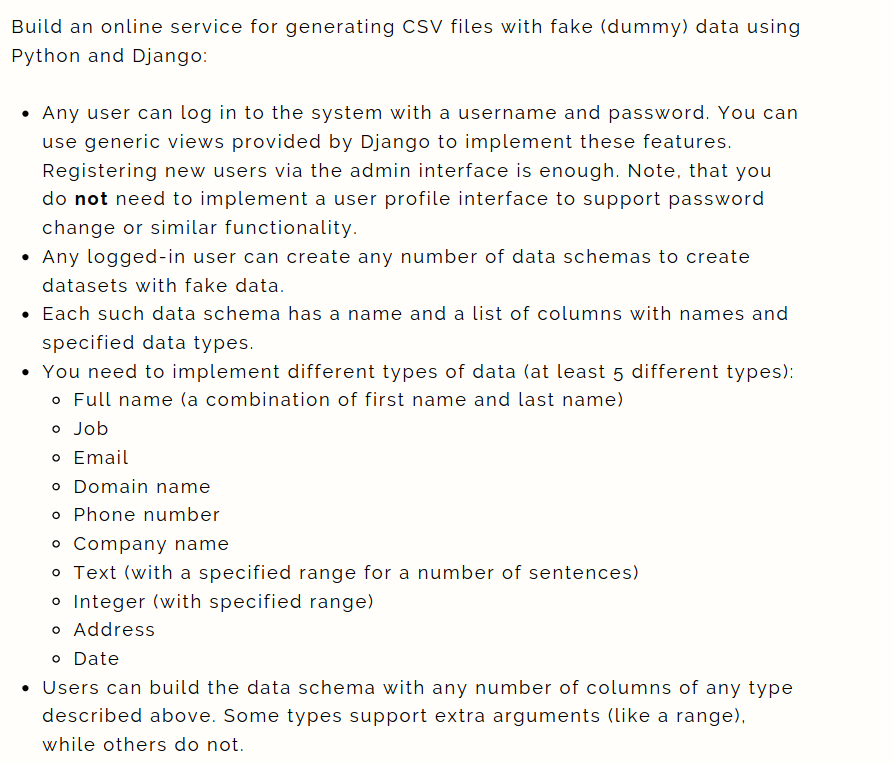 Build an online service for generating CSV files with fake (dummy) data using
Python and Django:
• Any user can log in to the system with a username and password. You can
use generic views provided by Django to implement these features.
Registering new users via the admin interface is enough. Note, that you
do not need to implement a user profile interface to support password
change or similar functionality.
• Any logged-in user can create any number of data schemas to create
datasets with fake data.
• Each such data schema has a name and a list of columns with names and
specified data types.
• You need to implement different types of data (at least 5 different types):
◦ Full name (a combination of first name and last name)
◦ Job
◦ Email
◦ Domain name
◦ Phone number
◦ Company name
◦ Text (with a specified range for a number of sentences)
◦ Integer (with specified range)
◦ Address
◦ Date
• Users can build the data schema with any number of columns of any type
described above. Some types support extra arguments (like a range),
while others do not.